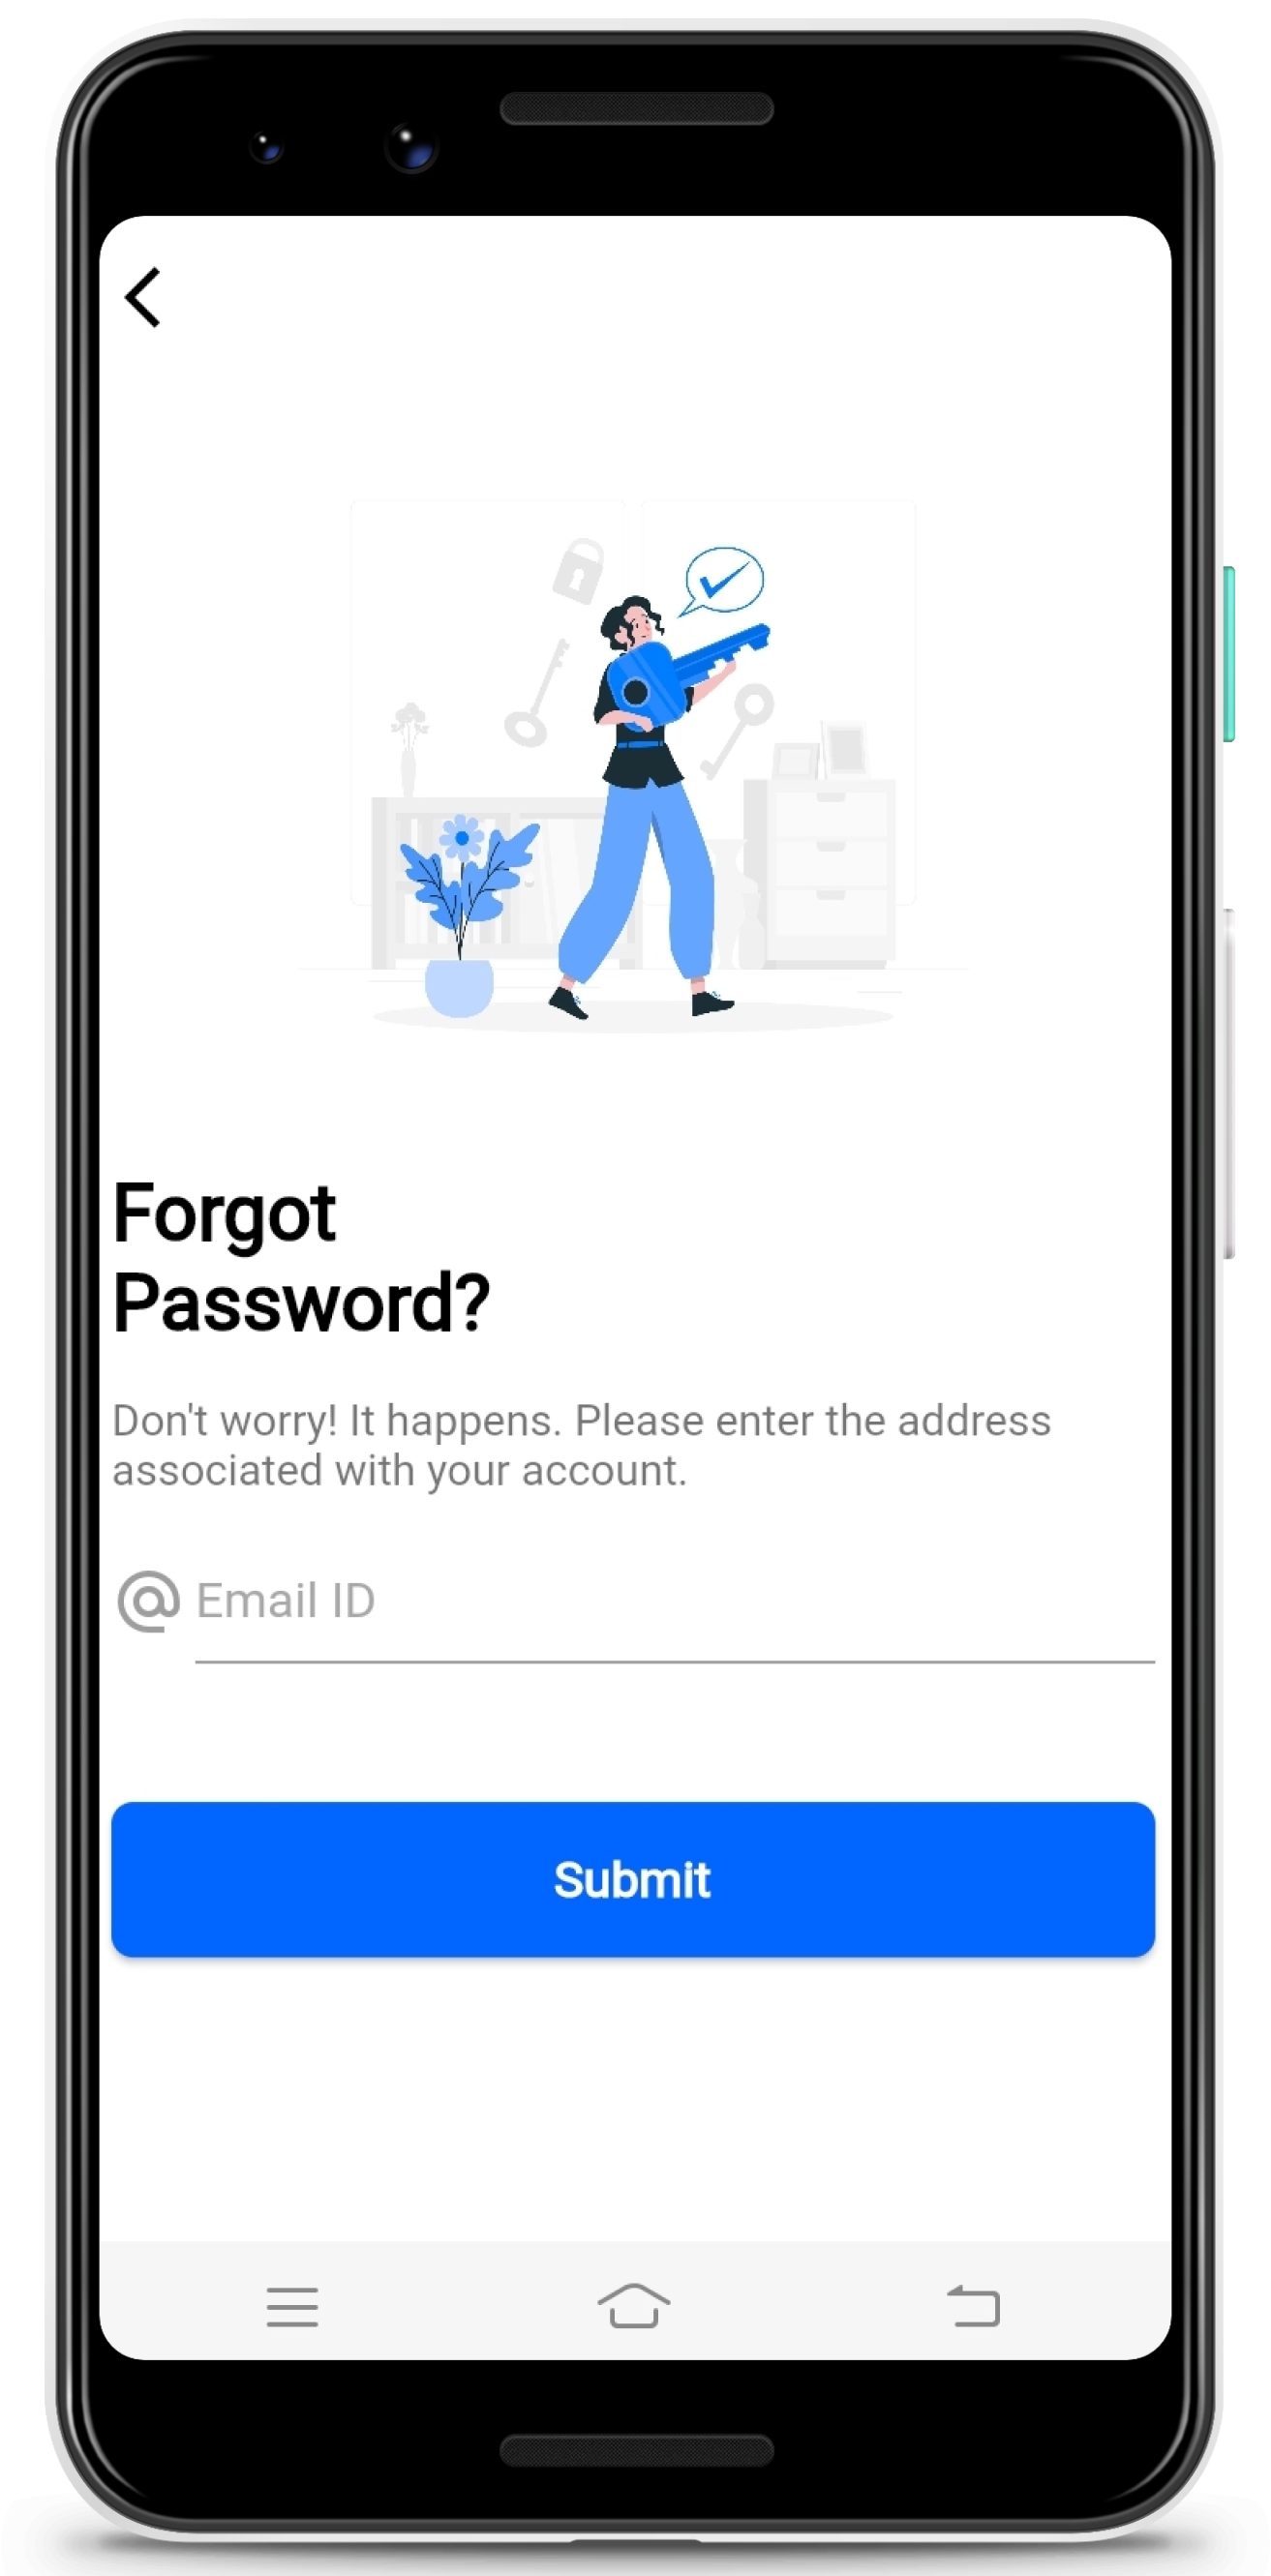 Forgot
Password?
Don't worry! It happens. Please enter the address
associated with your account.
Email ID
Submit